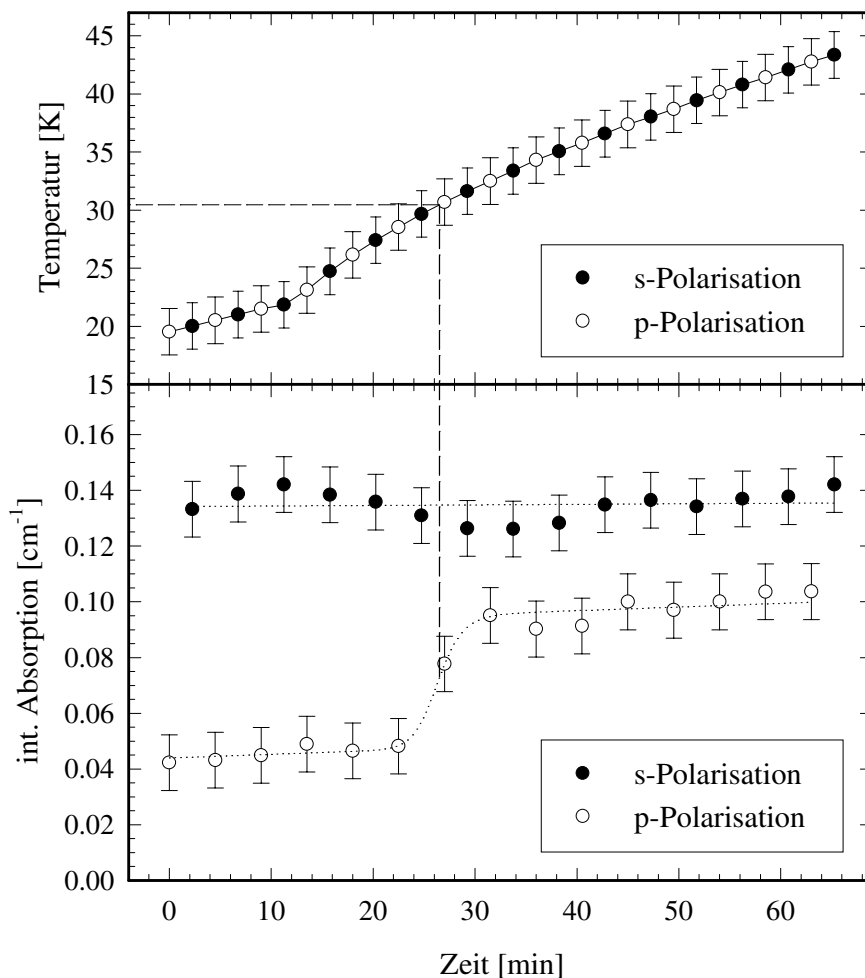 Temperatur [K]
45
40
35
30
25
20
15
s-Polarisation
p-Polarisation
int. Absorption [cm-1]
0.16
0.14
0.12
0.10
0.08
0.06
0.04
0.02
0.00
s-Polarisation
p-Polarisation
0 10 20 30 40 50 60
Zeit [min]